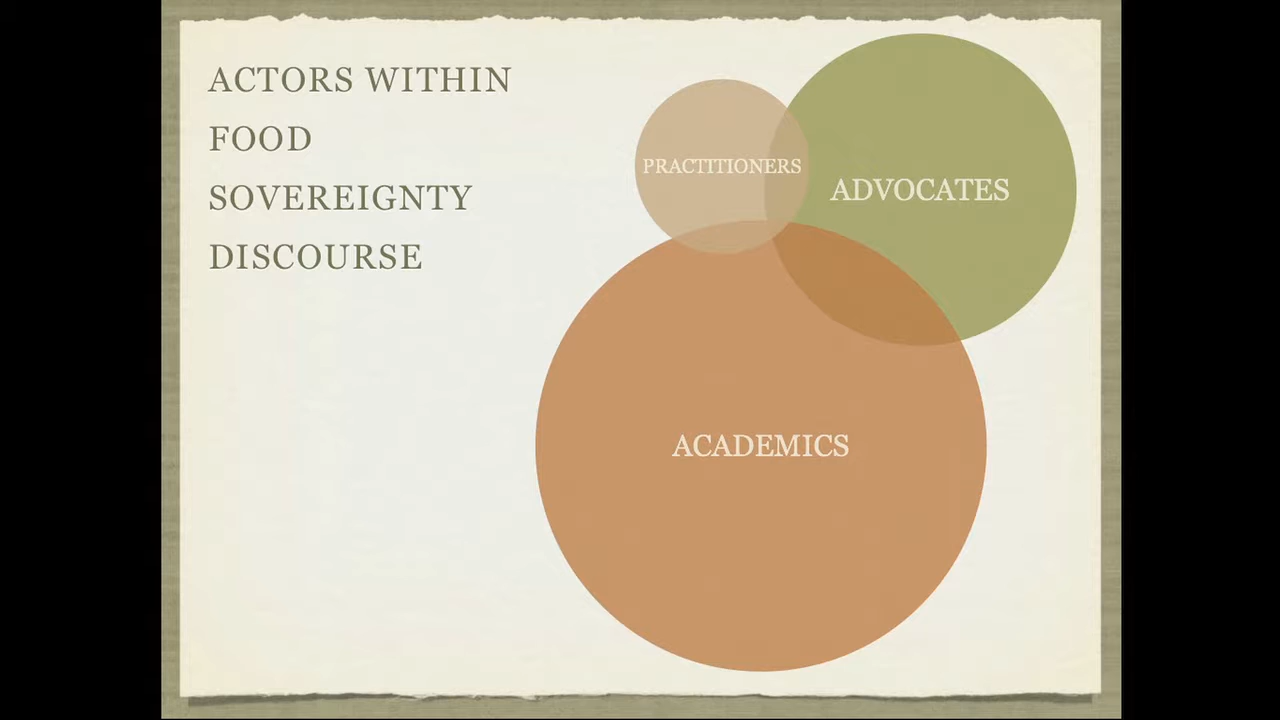 ACTORS WITHIN
FOOD
SOVEREIGNTY
DISCOURSE
PRACTITIONERS
ADVOCATES
ACADEMICS